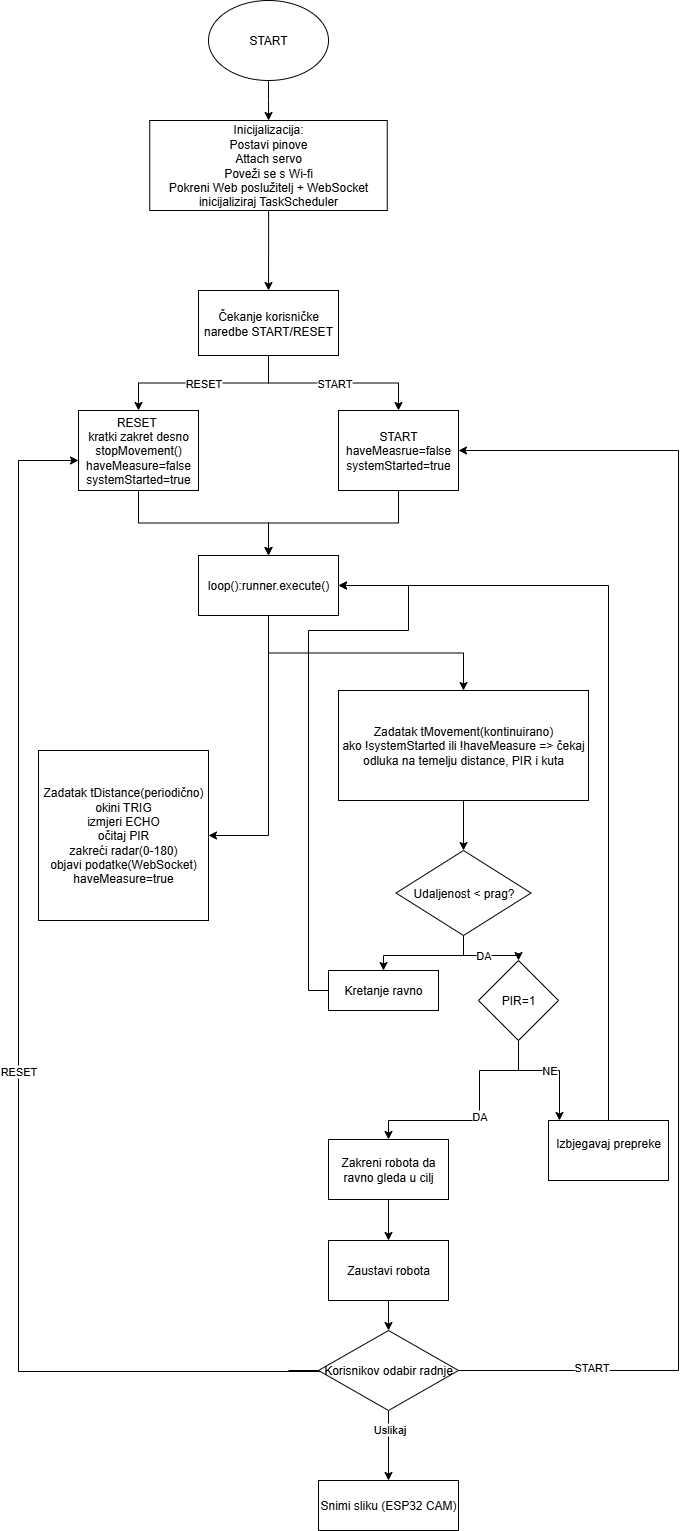 START
Inicijalizacija:
Postavi pinove
Attach servo
Poveži se s Wi-fi
Pokreni Web poslužitelj + WebSocket
inicijaliziraj TaskScheduler
Čekanje korisničke
naredbe START/RESET
RESET
START
RESET
kratki zakret desno
stopMovement()
haveMeasure=false
systemStarted=true
START
haveMeasrue=false
systemStarted=true
loop():runner.execute()
Zadatak tMovement(kontinuirano)
ako !systemStarted ili !haveMeasure => čekaj
odluka na temelju distance, PIR i kuta
Zadatak tDistance(periodično)
okini TRIG
izmjeri ECHO
očitaj PIR
zakreći radar(0-180)
objavi podatke(WebSocket)
haveMeasure=true
Udaljenost < prag?
DA
Kretanje ravno
PIR=1
RESET
NE
DA
Izbjegavaj prepreke
Zakreni robota da
ravno gleda u cilj
Zaustavi robota
Korisnikov odabir radnje
START
Uslikaj
Snimi sliku (ESP32 CAM)